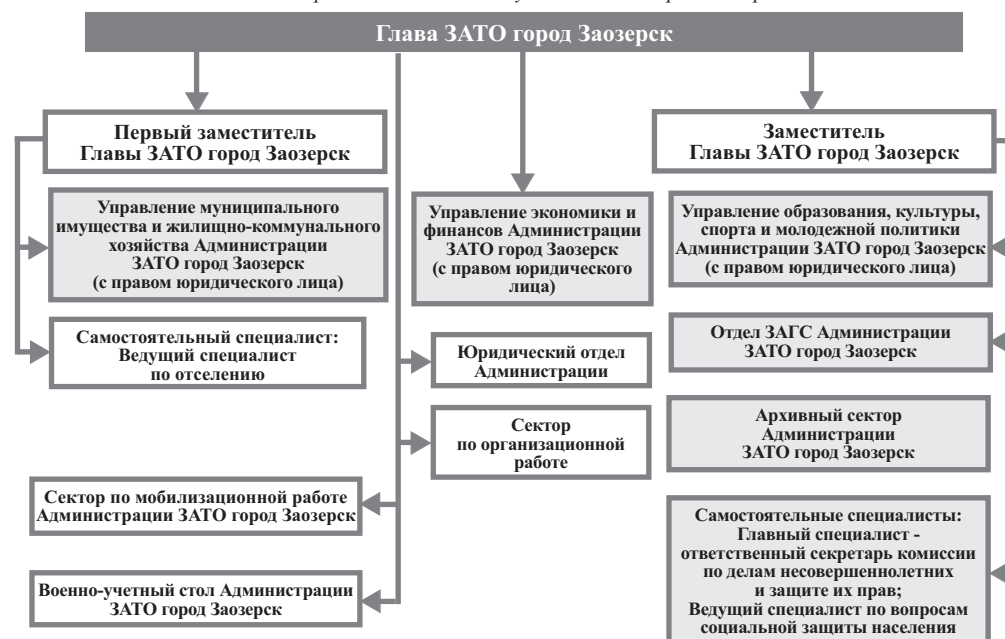 Глава ЗАТО город Заозерск
Первый заместитель
Главы ЗАТО город Заозерск
Заместитель
Главы ЗАТО город Заозерск
Управление муниципального
имущества и жилищно-коммунального
хозяйства Администрации
ЗАТО город Заозерск
(с правом юридического лица)
Управление экономики и
финансов Администрации
ЗАТО город Заозерск
(с правом юридического
лица)
Управление образования, культуры,
спорта и молодежной политики
Администрации ЗАТО город Заозерск
(с правом юридического лица)
Самостоятельный специалист:
Ведущий специалист
по отселению
Юридический отдел
Администрации
Отдел ЗАГС Администрации
ЗАТО город Заозерск
Сектор
по организационной
работе
Архивный сектор
Администрации
ЗАТО город Заозерск
Сектор по мобилизационной работе
Администрации ЗАТО город Заозерск
Самостоятельные специалисты:
Главный специалист -
ответственный секретарь комиссии
по делам несовершеннолетних
и защите их прав;
Ведущий специалист по вопросам
социальной защиты населения
Военно-учетный стол Администрации
ЗАТО город Заозерск